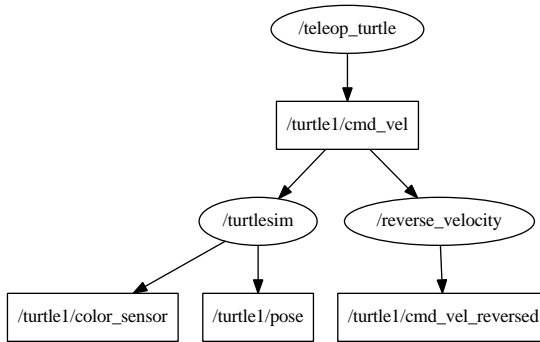 /teleop_turtle
/turtle1/cmd_vel
/turtlesim
/reverse_velocity
/turtle1/color_sensor
/turtle1/pose
/turtle1/cmd_vel_reversed